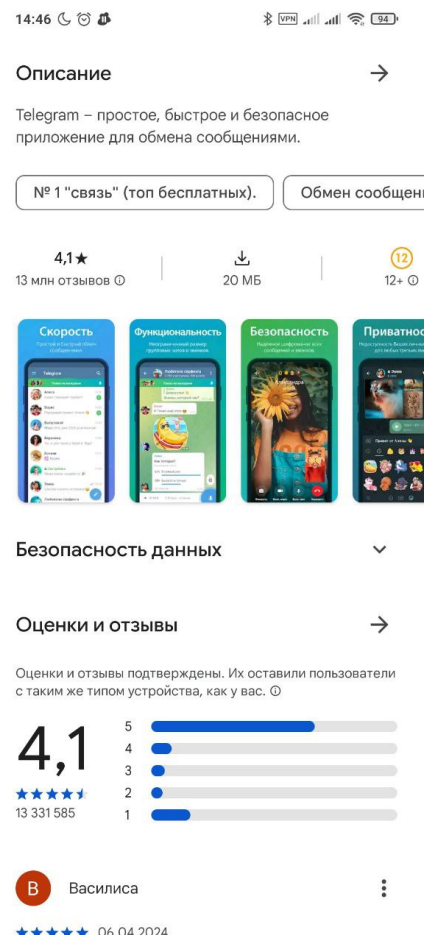 14:46
VPN
94
Описание
Telegram – простое, быстрое и безопасное
приложение для обмена сообщениями.
№ 1 "связь" (топ бесплатных).
Обмен сообщени
4,1★
13 млн отзывов
20 МБ
12
12+
Скорость
Функциональность
Безопасность
Приватнос
Безопасность данных
Оценки и отзывы
Оценки и отзывы подтверждены. Их оставили пользователи
с таким же типом устройства, как у вас.
4,1
13 331 585
5
4
3
2
1
В
Василиса
06.04.2024